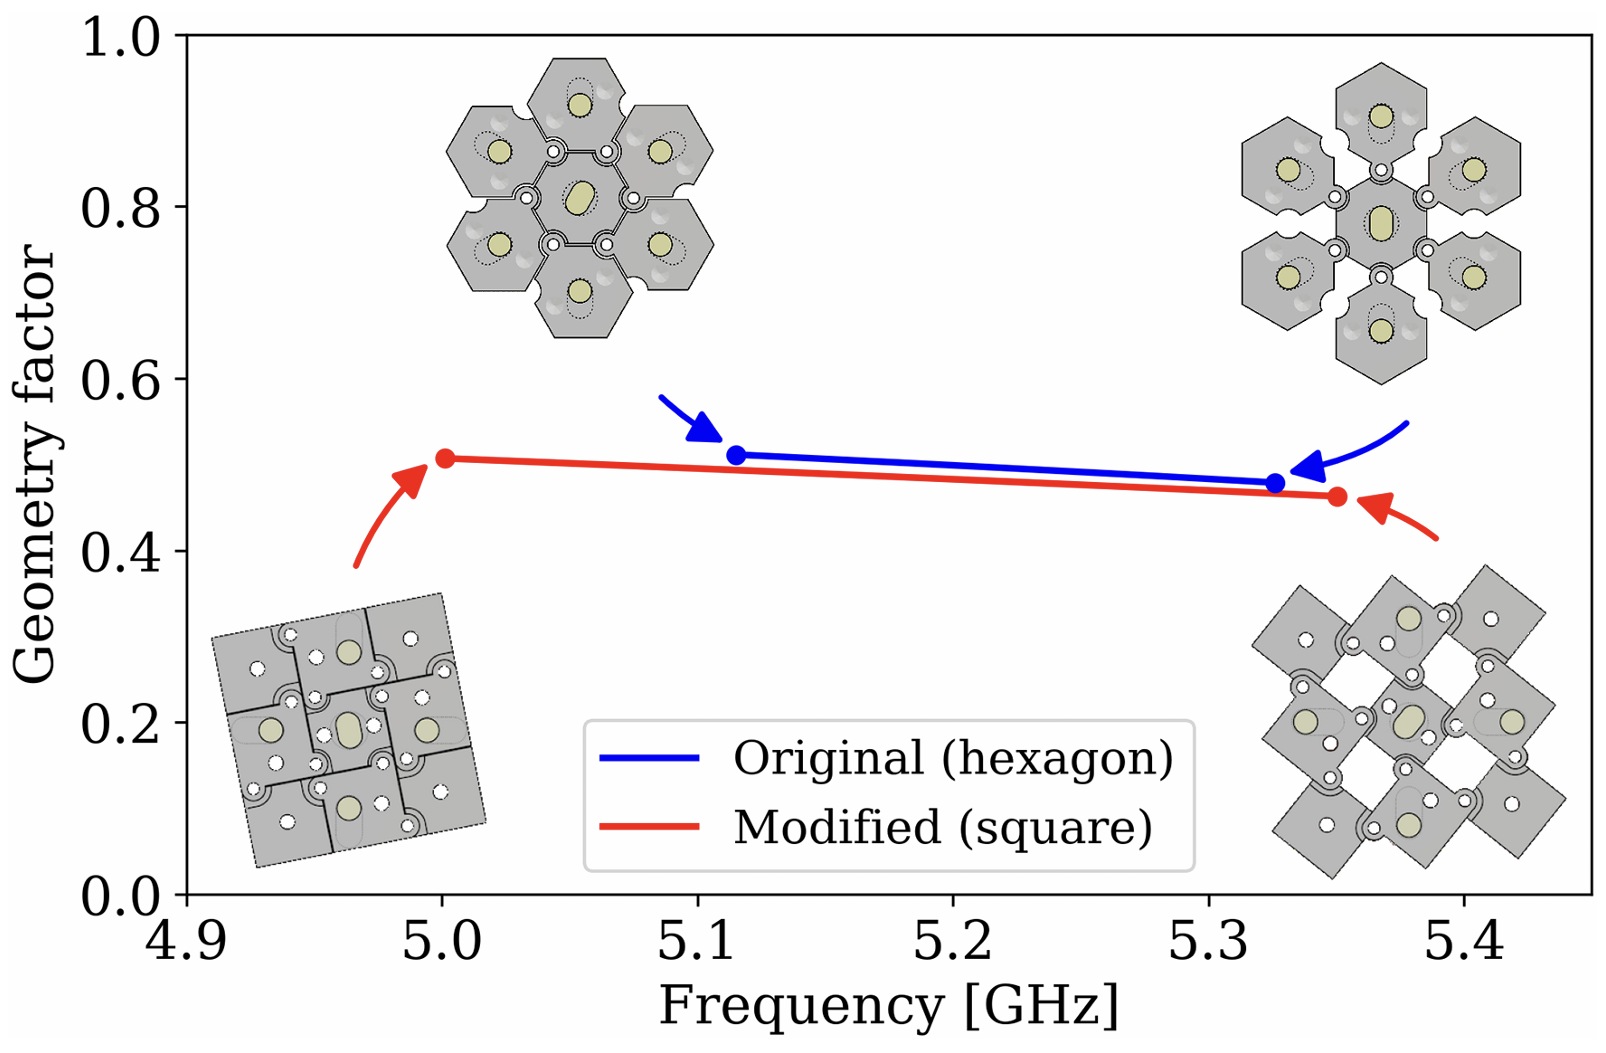 1.0
0.8
0.6
0.4
0.2
0.0
Geometry factor
Original (hexagon)
Modified (square)
4.9 5.0 5.1 5.2 5.3 5.4
Frequency [GHz]